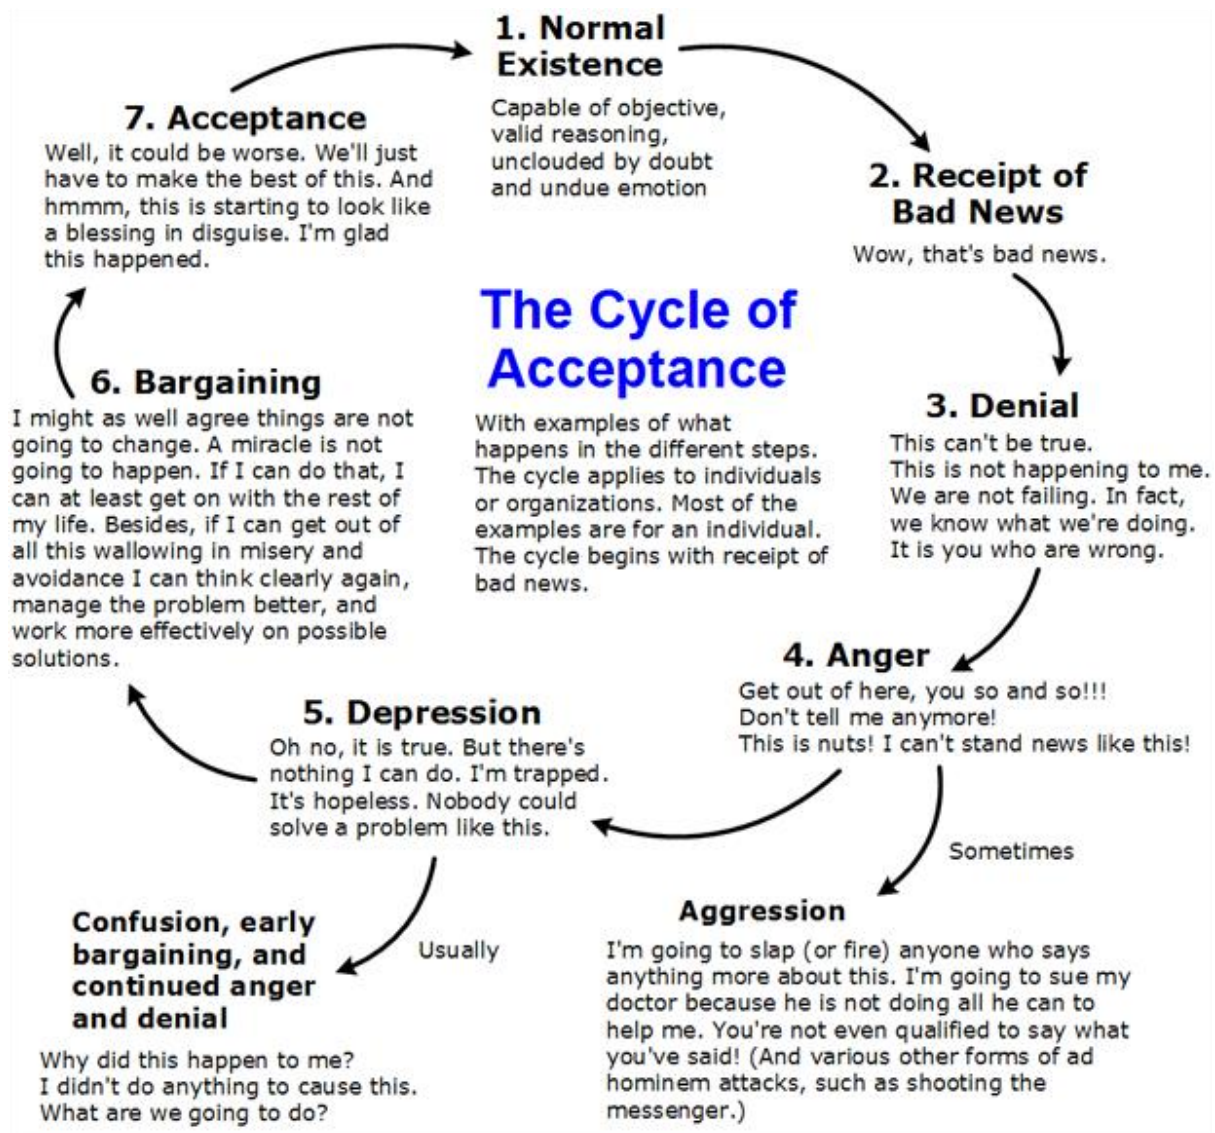 1. Normal
Existence
Capable of objective,
valid reasoning,
unclouded by doubt
and undue emotion
2. Receipt of
Bad News
Wow, that's bad news.
3. Denial
This can't be true.
This is not happening to me.
We are not failing. In fact,
we know what we're doing.
It is you who are wrong.
4. Anger
Get out of here, you so and so!!!
Don't tell me anymore!
This is nuts! I can't stand news like this!
Sometimes
Aggression
I'm going to slap (or fire) anyone who says
anything more about this. I'm going to sue my
doctor because he is not doing all he can to
help me. You're not even qualified to say what
you've said! (And various other forms of ad
hominem attacks, such as shooting the
messenger.)
5. Depression
Oh no, it is true. But there's
nothing I can do. I'm trapped.
It's hopeless. Nobody could
solve a problem like this.
Usually
Confusion, early
bargaining, and
continued anger
and denial
Why did this happen to me?
I didn't do anything to cause this.
What are we going to do?
6. Bargaining
I might as well agree things are not
going to change. A miracle is not
going to happen. If I can do that, I
can at least get on with the rest of
my life. Besides, if I can get out of
all this wallowing in misery and
avoidance I can think clearly again,
manage the problem better, and
work more effectively on possible
solutions.
7. Acceptance
Well, it could be worse. We'll just
have to make the best of this. And
hmmm, this is starting to look like
a blessing in disguise. I'm glad
this happened.
The Cycle of
Acceptance
With examples of what
happens in the different steps.
The cycle applies to individuals
or organizations. Most of the
examples are for an individual.
The cycle begins with receipt of
bad news.